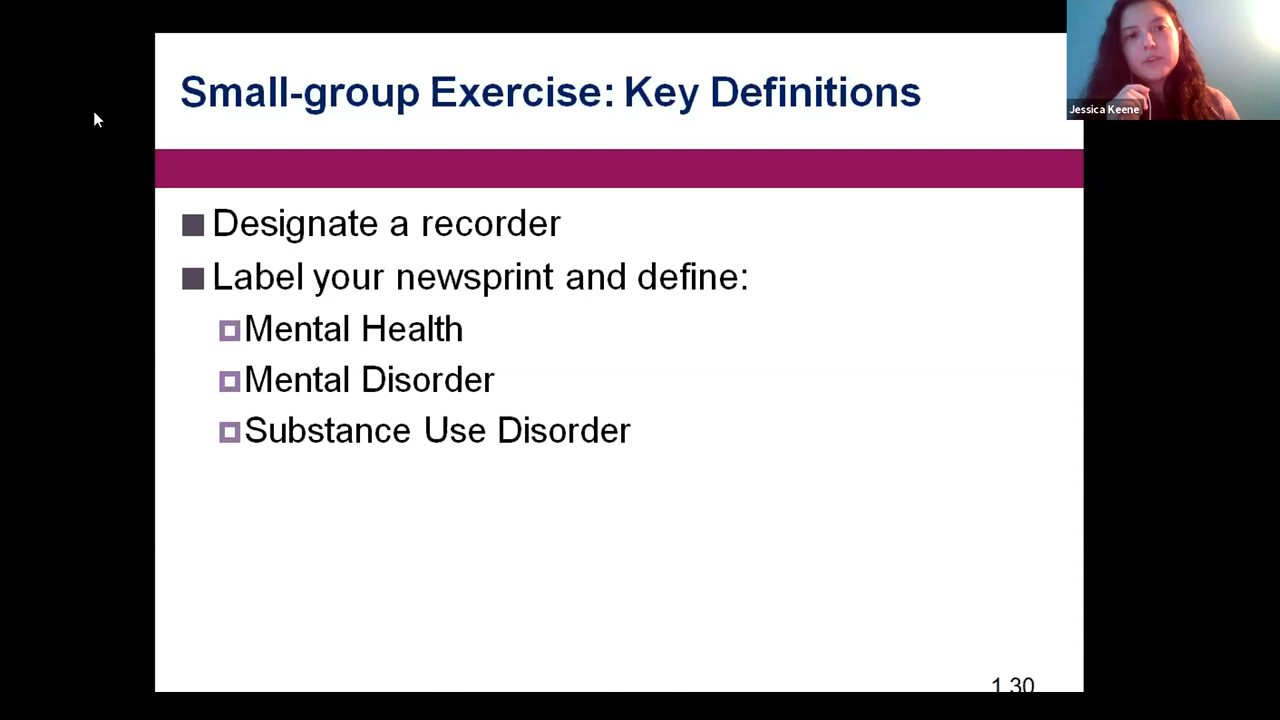 Small-group Exercise: Key Definitions
Jessica Keene
Designate a recorder
Label your newsprint and define:
Mental Health
Mental Disorder
Substance Use Disorder
1.30